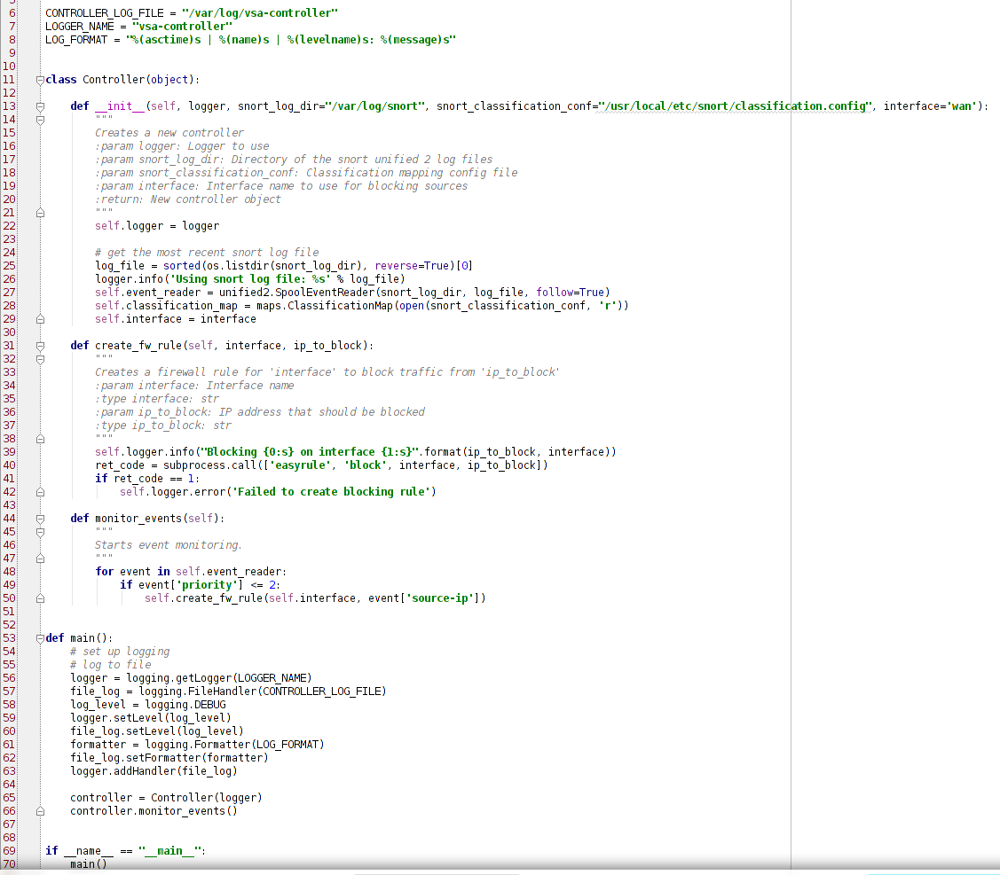 6 CONTROLLER_LOG_FILE = "/var/log/vsa-controller"
7 LOGGER_NAME = "vsa-controller"
8 LOG_FORMAT = "%(asctime)s | %(name)s | %(levelname)s: %(message)s"
9
10
11 class Controller(object):
12
13     def __init__(self, logger, snort_log_dir="/var/log/snort", snort_classification_conf="/usr/local/etc/snort/classification.config", interface='wan'):
14         """
15         Creates a new controller
16         :param logger: Logger to use
17         :param snort_log_dir: Directory of the snort unified 2 log files
18         :param snort_classification_conf: Classification mapping config file
19         :param interface: Interface name to use for blocking sources
20         :return: New controller object
21         """
22         self.logger = logger
23
24         # get the most recent snort log file
25         log_file = sorted(os.listdir(snort_log_dir), reverse=True)[0]
26         logger.info('Using snort log file: %s' % log_file)
27         self.event_reader = unified2.SpoolEventReader(snort_log_dir, log_file, follow=True)
28         self.classification_map = maps.ClassificationMap(open(snort_classification_conf, 'r'))
29         self.interface = interface
30
31     def create_fw_rule(self, interface, ip_to_block):
32         """
33         Creates a firewall rule for 'interface' to block traffic from 'ip_to_block'
34         :param interface: Interface name
35         :type interface: str
36         :param ip_to_block: IP address that should be blocked
37         :type ip_to_block: str
38         """
39         self.logger.info("Blocking {0:s} on interface {1:s}".format(ip_to_block, interface))
40         ret_code = subprocess.call(['easyrule', 'block', interface, ip_to_block])
41         if ret_code == 1:
42             self.logger.error('Failed to create blocking rule')
43
44     def monitor_events(self):
45         """
46         Starts event monitoring.
47         """
48         for event in self.event_reader:
49             if event['priority'] <= 2:
50                 self.create_fw_rule(self.interface, event['source-ip'])
51
52
53 def main():
54     # set up logging
55     # log to file
56     logger = logging.getLogger(LOGGER_NAME)
57     file_log = logging.FileHandler(CONTROLLER_LOG_FILE)
58     log_level = logging.DEBUG
59     logger.setLevel(log_level)
60     file_log.setLevel(log_level)
61     formatter = logging.Formatter(LOG_FORMAT)
62     file_log.setFormatter(formatter)
63     logger.addHandler(file_log)
64
65     controller = Controller(logger)
66     controller.monitor_events()
67
68
69 if __name__ == "__main__":
70     main()